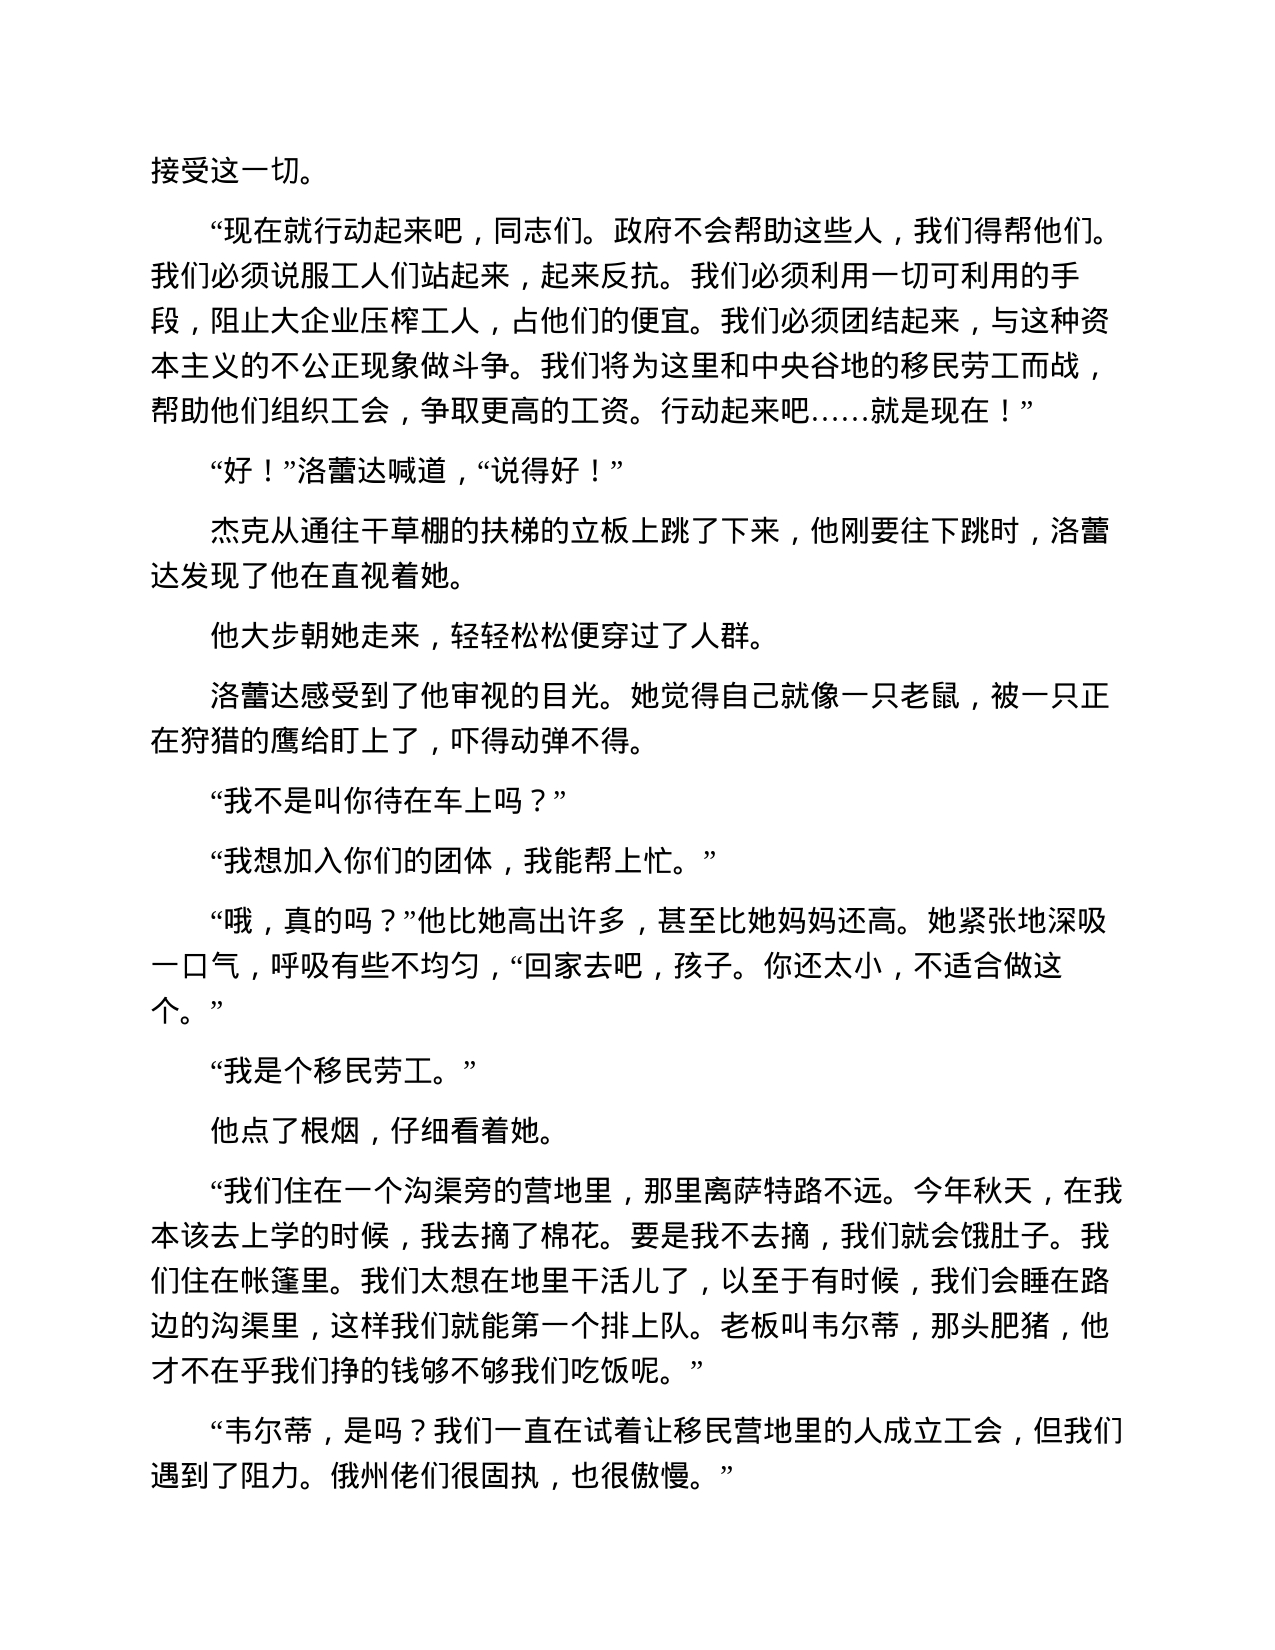 接受这一切。
“现在就行动起来吧，同志们。政府不会帮助这些人，我们得帮他们。
我们必须说服工人们站起来，起来反抗。我们必须利用一切可利用的手
段，阻止大企业压榨工人，占他们的便宜。我们必须团结起来，与这种资
本主义的不公正现象做斗争。我们将为这里和中央谷地的移民劳工而战，
帮助他们组织工会，争取更高的工资。行动起来吧……就是现在！”
“好！”洛蕾达喊道，“说得好！”
杰克从通往干草棚的扶梯的立板上跳了下来，他刚要往下跳时，洛蕾
达发现了他在直视着她。
他大步朝她走来，轻轻松松便穿过了人群。
洛蕾达感受到了他审视的目光。她觉得自己就像一只老鼠，被一只正
在狩猎的鹰给盯上了，吓得动弹不得。
“我不是叫你待在车上吗？”
“我想加入你们的团体，我能帮上忙。”
“哦，真的吗？”他比她高出许多，甚至比她妈妈还高。她紧张地深吸
一口气，呼吸有些不均匀，“回家去吧，孩子。你还太小，不适合做这
个。”
“我是个移民劳工。”
他点了根烟，仔细看着她。
“我们住在一个沟渠旁的营地里，那里离萨特路不远。今年秋天，在我
本该去上学的时候，我去摘了棉花。要是我不去摘，我们就会饿肚子。我
们住在帐篷里。我们太想在地里干活儿了，以至于有时候，我们会睡在路
边的沟渠里，这样我们就能第一个排上队。老板叫韦尔蒂，那头肥猪，他
才不在乎我们挣的钱够不够我们吃饭呢。”
“韦尔蒂，是吗？我们一直在试着让移民营地里的人成立工会，但我们
遇到了阻力。俄州佬们很固执，也很傲慢。”